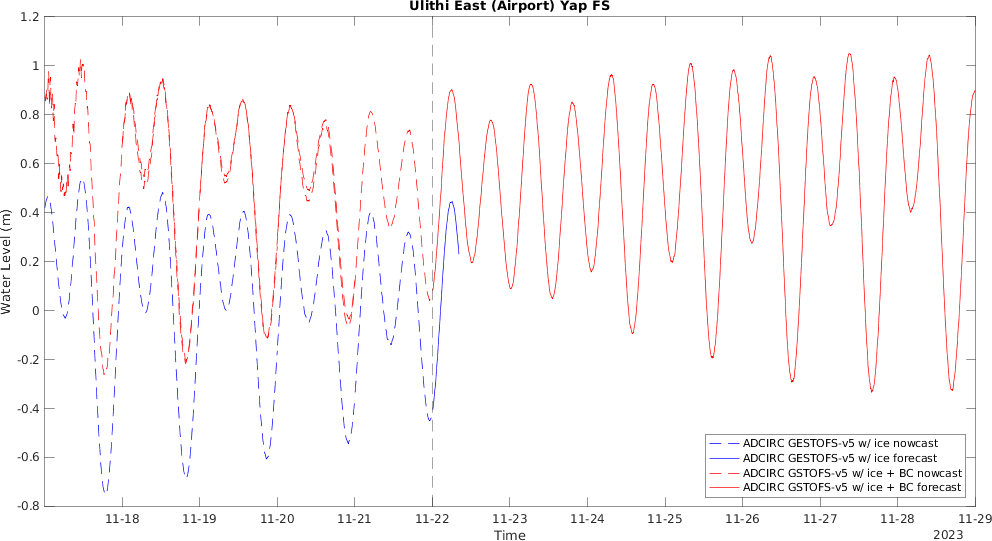 Ulithi East (Airport) Yap FS
1.2
1
0.8
0.6
0.4
0.2
0
-0.2
-0.4
-0.6
-0.8
Water Level (m)
ADCIRC GESTOFS-v5 w/ ice nowcast
ADCIRC GESTOFS-v5 w/ ice forecast
ADCIRC GSTOFS-v5 w/ ice + BC nowcast
ADCIRC GSTOFS-v5 w/ ice + BC forecast
11-18 11-19 11-20 11-21 11-22 11-23 11-24 11-25 11-26 11-27 11-28 11-29
Time
2023